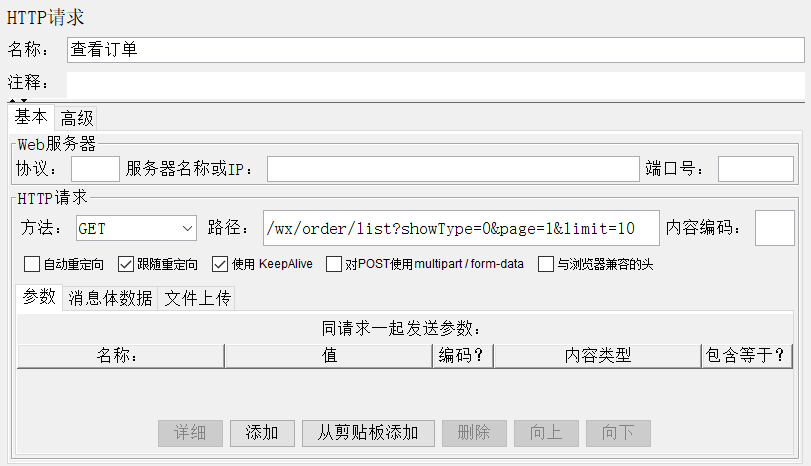 HTTP请求
名称： 查看订单
注释：
基本 高级
Web服务器
协议： 服务器名称或IP： 端口号：
HTTP请求
方法： GET 路径： /wx/order/list?showType=0&page=1&limit=10 内容编码：
自动重定向 跟随重定向 使用 KeepAlive 对POST使用multipart / form-data 与浏览器兼容的头
参数 消息体数据 文件上传
同请求一起发送参数：
名称： 值 编码？ 内容类型 包含等于？
详细 添加 从剪贴板添加 删除 向上 向下